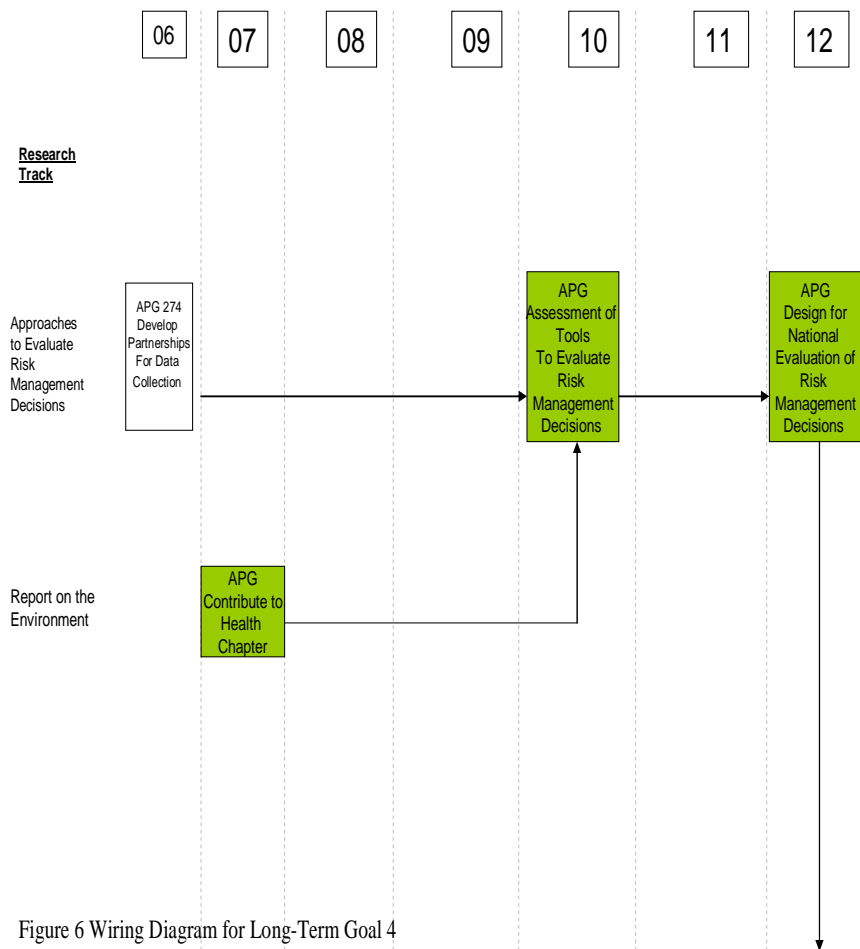 06 07 08 09 10 11 12
Research
Track
Approaches
to Evaluate
Risk
Management
Decisions
APG 274
Develop
Partnerships
For Data
Collection
APG
Assessment of
Tools
To Evaluate
Risk
Management
Decisions
APG
Design for
National
Evaluation of
Risk
Management
Decisions
Report on the
Environment
APG
Contribute to
Health
Chapter
Figure 6 Wiring Diagram for Long-Term Goal 4